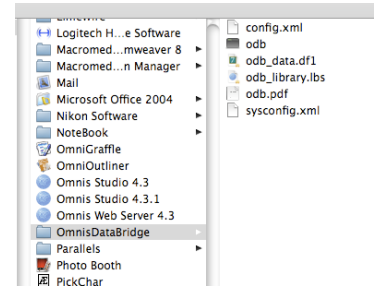 LimeWire
Logitech H...e Software
Macromed...mweaver 8
Macromed...n Manager
Mail
Microsoft Office 2004
Nikon Software
NoteBook
OmniGraffle
OmniOutliner
Omnis Studio 4.3
Omnis Studio 4.3.1
Omnis Web Server 4.3
OmnisDataBridge
Parallels
Photo Booth
PickChar
config.xml
odb
odb_data.df1
odb_library.lbs
odb.pdf
sysconfig.xml